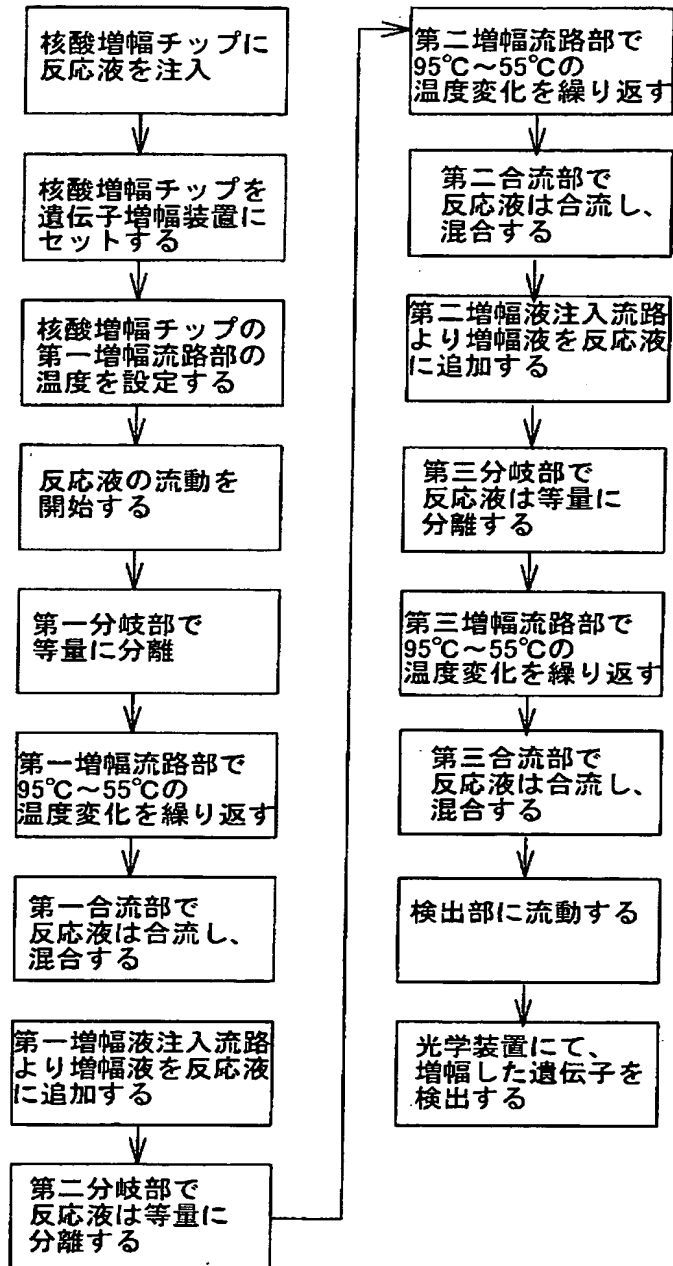 核酸増幅チップに
反応液を注入
核酸増幅チップを
遺伝子増幅装置に
セットする
核酸増幅チップの
第一増幅流路部の
温度を設定する
反応液の流動を
開始する
第一分岐部で
等量に分離
第一増幅流路部で
95℃～55℃の
温度変化を繰り返す
第一合流部で
反応液は合流し、
混合する
第一増幅液注入流路
より増幅液を反応液
に追加する
第二分岐部で
反応液は等量に
分離する
第二増幅流路部で
95℃～55℃の
温度変化を繰り返す
第二合流部で
反応液は合流し、
混合する
第二増幅液注入流路
より増幅液を反応液
に追加する
第三分岐部で
反応液は等量に
分離する
第三増幅流路部で
95℃～55℃の
温度変化を繰り返す
第三合流部で
反応液は合流し、
混合する
検出部に流動する
光学装置にて、
増幅した遺伝子を
検出する